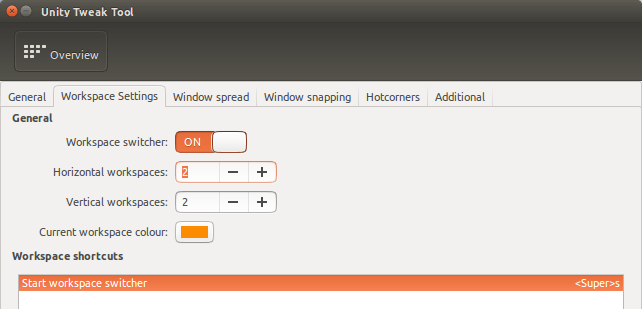 Unity Tweak Tool
Overview
General Workspace Settings Window spread Window snapping Hotcorners Additional
General
Workspace switcher: ON
Horizontal workspaces: 2 − +
Vertical workspaces: 2 − +
Current workspace colour:
Workspace shortcuts
Start workspace switcher <Super>s